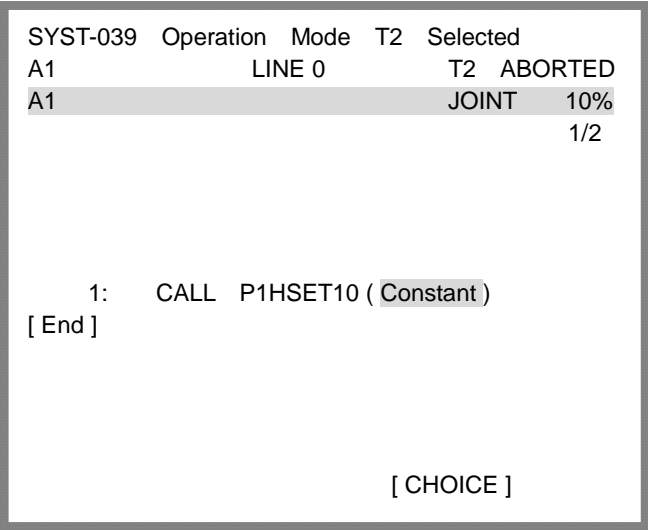 SYST-039 Operation Mode T2 Selected
A1 LINE 0 T2 ABORTED
A1 JOINT 10%
1/2
1: CALL P1HSET10 ( Constant )
[ End ]
[ CHOICE ]